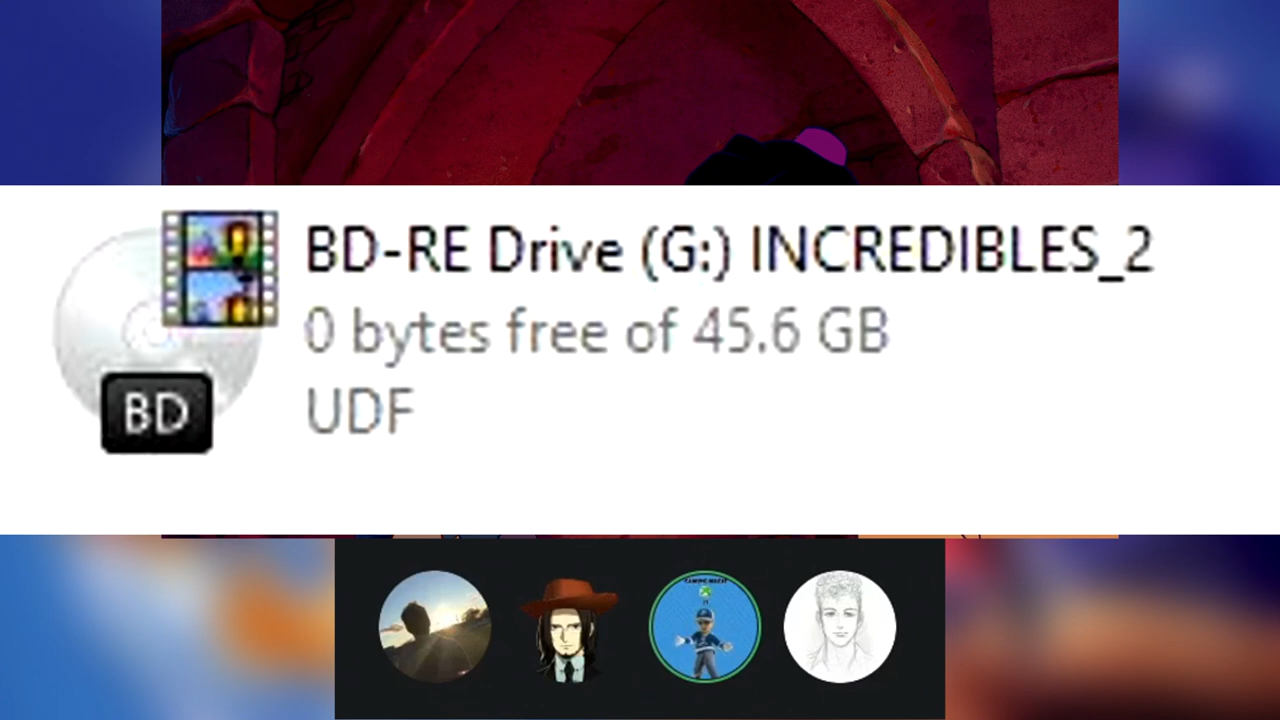 BD-RE Drive (G:) INCREDIBLES_2
0 bytes free of 45.6 GB
UDF
BD